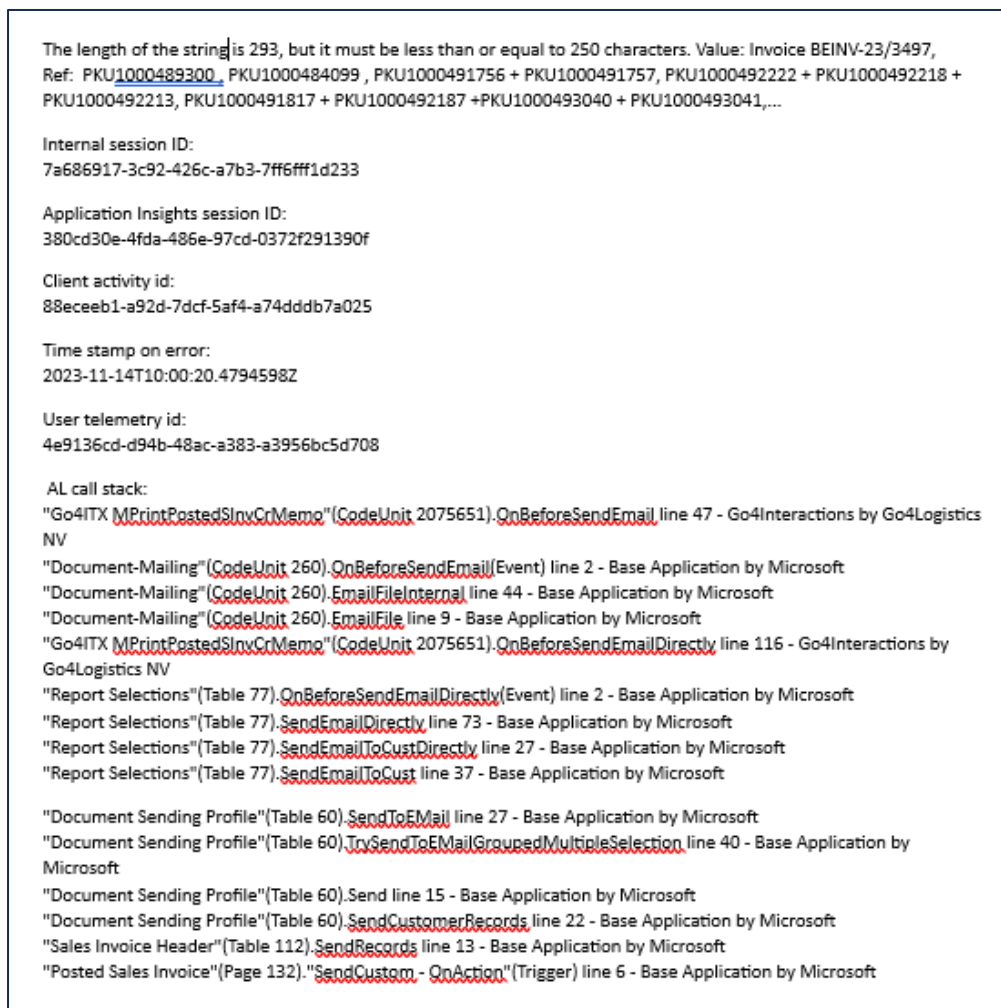 The length of the string is 293, but it must be less than or equal to 250 characters. Value: Invoice BEINV-23/3497,
Ref:  PKU1000489300 , PKU1000484099 , PKU1000491756 + PKU1000491757, PKU1000492222 + PKU1000492218 +
PKU1000492213, PKU1000491817 + PKU1000492187 +PKU1000493040 + PKU1000493041,...
Internal session ID:
7a686917-3c92-426c-a7b3-7ff6fff1d233
Application Insights session ID:
380cd30e-4fda-486e-97cd-0372f291390f
Client activity id:
88eceeb1-a92d-7dcf-5af4-a74dddb7a025
Time stamp on error:
2023-11-14T10:00:20.4794598Z
User telemetry id:
4e9136cd-d94b-48ac-a383-a3956bc5d708
AL call stack:
"Go4ITX MPrintPostedSInvCrMemo"(CodeUnit 2075651).OnBeforeSendEmail line 47 - Go4Interactions by Go4Logistics
NV
"Document-Mailing"(CodeUnit 260).OnBeforeSendEmail(Event) line 2 - Base Application by Microsoft
"Document-Mailing"(CodeUnit 260).EmailFileInternal line 44 - Base Application by Microsoft
"Document-Mailing"(CodeUnit 260).EmailFile line 9 - Base Application by Microsoft
"Go4ITX MPrintPostedSInvCrMemo"(CodeUnit 2075651).OnBeforeSendEmailDirectly line 116 - Go4Interactions by
Go4Logistics NV
"Report Selections"(Table 77).OnBeforeSendEmailDirectly(Event) line 2 - Base Application by Microsoft
"Report Selections"(Table 77).SendEmailDirectly line 73 - Base Application by Microsoft
"Report Selections"(Table 77).SendEmailToCustDirectly line 27 - Base Application by Microsoft
"Report Selections"(Table 77).SendEmailToCust line 37 - Base Application by Microsoft
"Document Sending Profile"(Table 60).SendToEMail line 27 - Base Application by Microsoft
"Document Sending Profile"(Table 60).TrySendToEMailGroupedMultipleSelection line 40 - Base Application by
Microsoft
"Document Sending Profile"(Table 60).Send line 15 - Base Application by Microsoft
"Document Sending Profile"(Table 60).SendCustomerRecords line 22 - Base Application by Microsoft
"Sales Invoice Header"(Table 112).SendRecords line 13 - Base Application by Microsoft
"Posted Sales Invoice"(Page 132)."SendCustom - OnAction"(Trigger) line 6 - Base Application by Microsoft